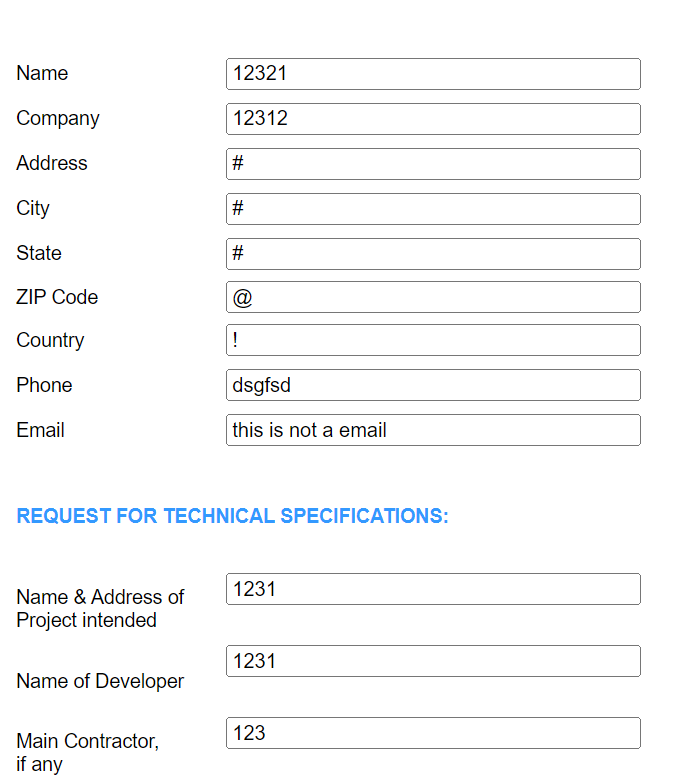 Name 12321
Company 12312
Address #
City #
State #
ZIP Code @
Country !
Phone dsgfsd
Email this is not a email
REQUEST FOR TECHNICAL SPECIFICATIONS:
Name & Address of 1231
Project intended
Name of Developer 1231
Main Contractor, 123
if any